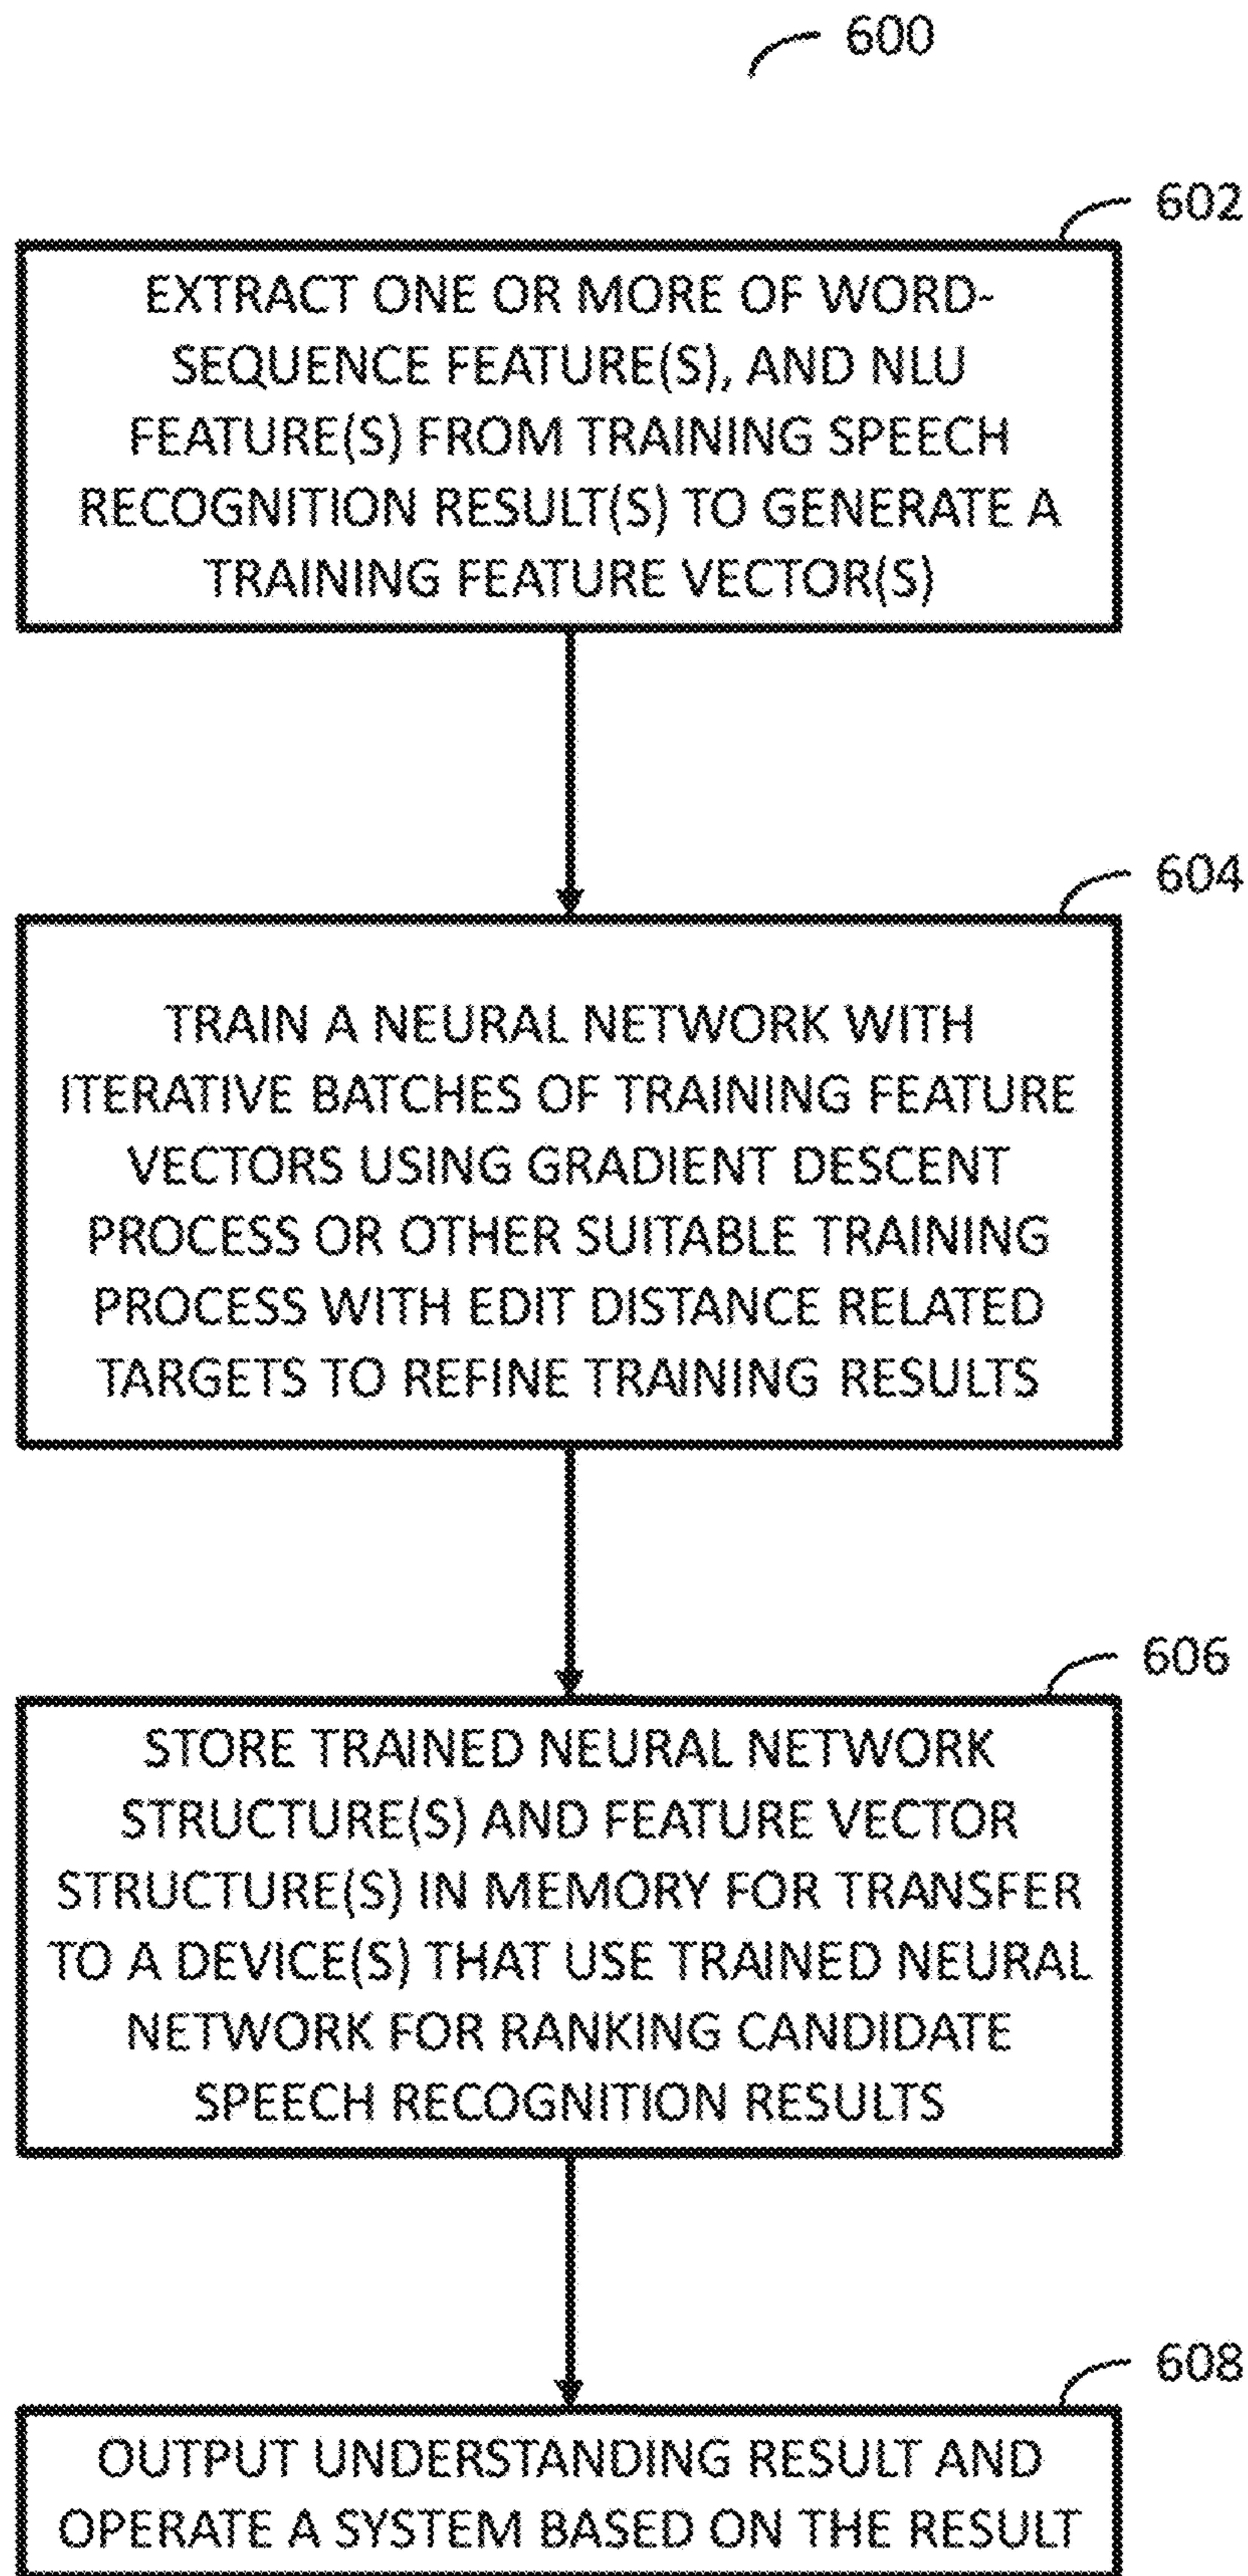 600
602
EXTRACT ONE OR MORE OF WORD-
SEQUENCE FEATURE(S), AND NLU
FEATURE(S) FROM TRAINING SPEECH
RECOGNITION RESULT(S) TO GENERATE A
TRAINING FEATURE VECTOR(S)
604
TRAIN A NEURAL NETWORK WITH
ITERATIVE BATCHES OF TRAINING FEATURE
VECTORS USING GRADIENT DESCENT
PROCESS OR OTHER SUITABLE TRAINING
PROCESS WITH EDIT DISTANCE RELATED
TARGETS TO REFINE TRAINING RESULTS
606
STORE TRAINED NEURAL NETWORK
STRUCTURE(S) AND FEATURE VECTOR
STRUCTURE(S) IN MEMORY FOR TRANSFER
TO A DEVICE(S) THAT USE TRAINED NEURAL
NETWORK FOR RANKING CANDIDATE
SPEECH RECOGNITION RESULTS
608
OUTPUT UNDERSTANDING RESULT AND
OPERATE A SYSTEM BASED ON THE RESULT